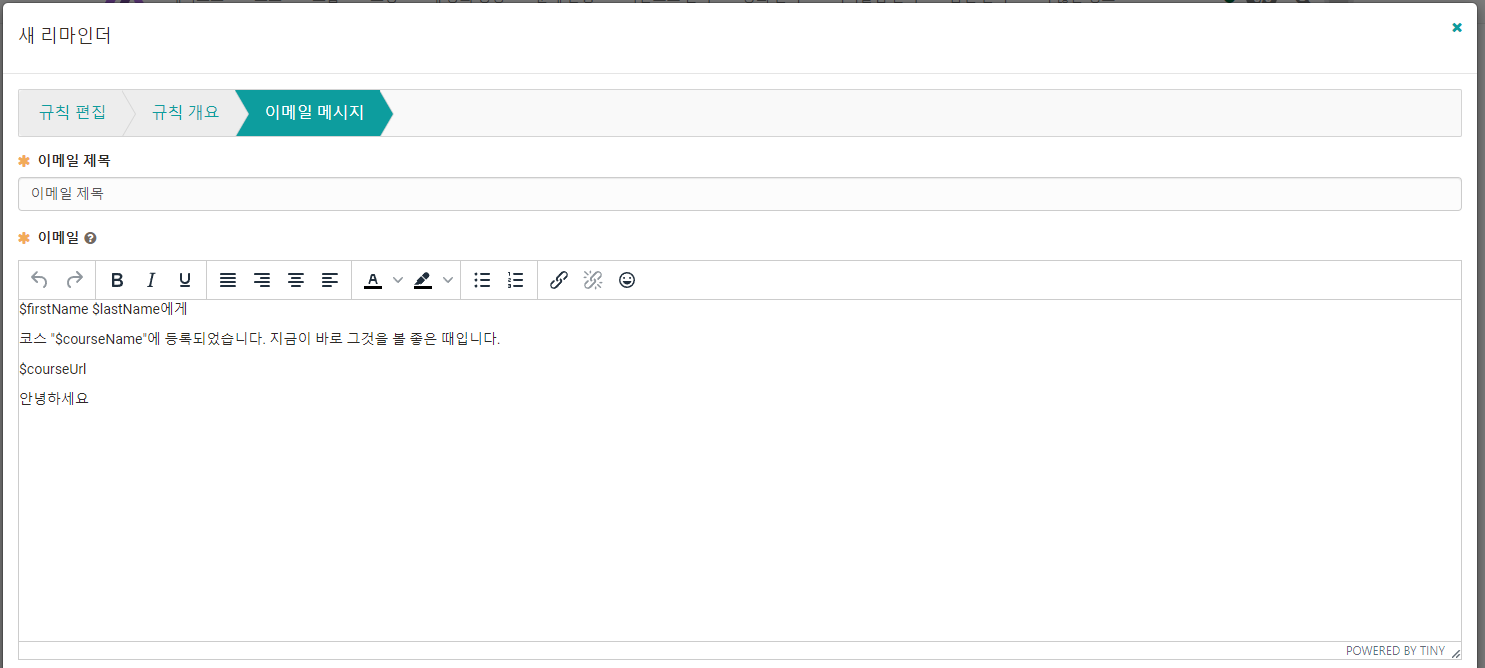 새 리마인더
규칙 편집 규칙 개요 이메일 메시지
이메일 제목
이메일 제목
이메일
$firstName $lastName에게
코스 "$courseName"에 등록되었습니다. 지금이 바로 그것을 볼 좋은 때입니다.
$courseUrl
안녕하세요
POWERED BY TINY